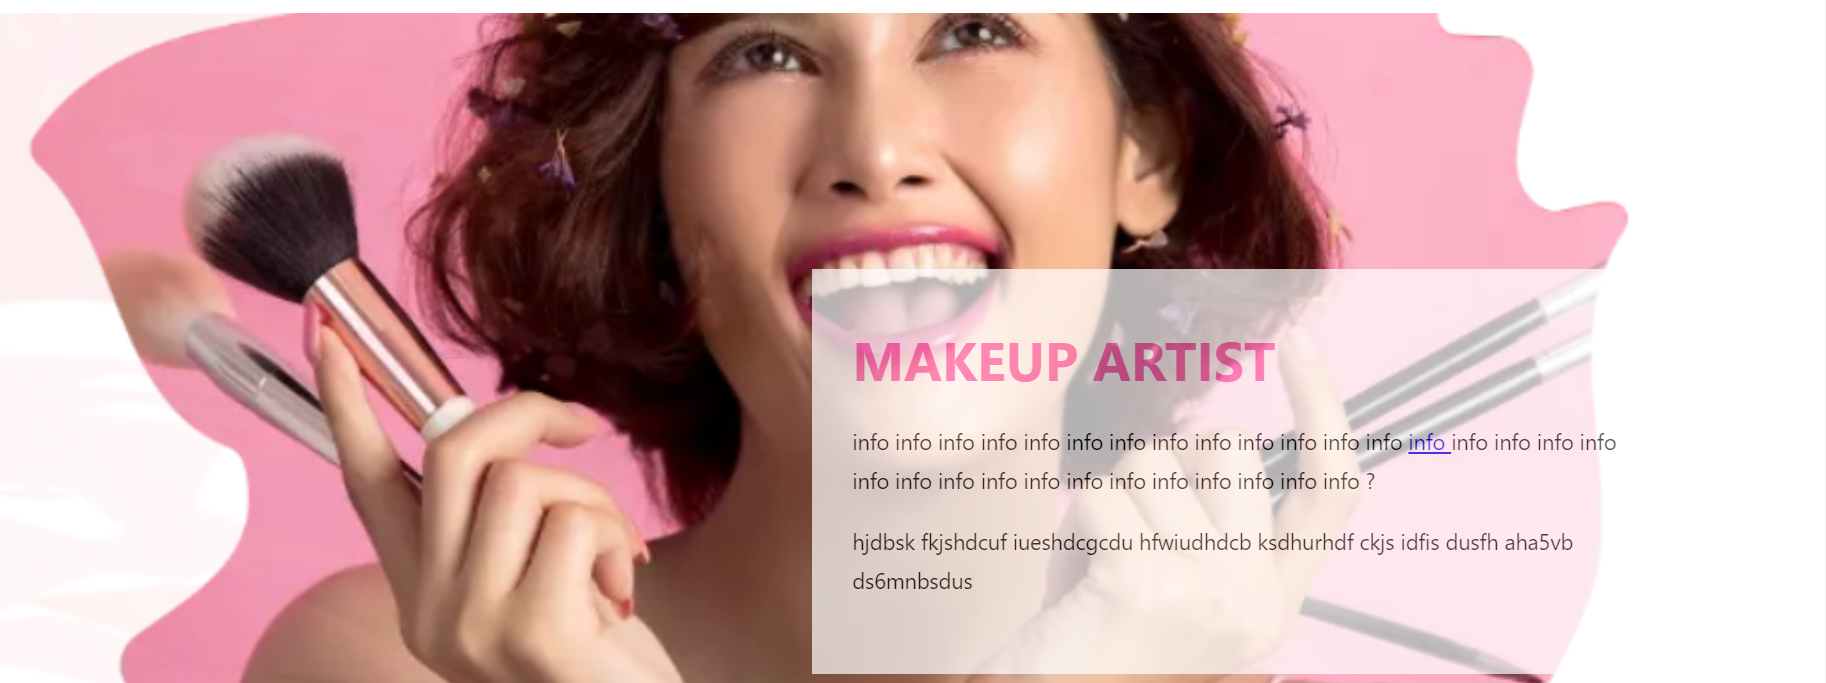 MAKEUP ARTIST
info info info info info info info info info info info info info info info info info info
info info info info info info info info info info info info ?
hjdbsk fkjshdcuf iueshdcgcdu hfwiudhdcb ksdhurhdf ckjs idfis dusfh aha5vb
ds6mnbsdus